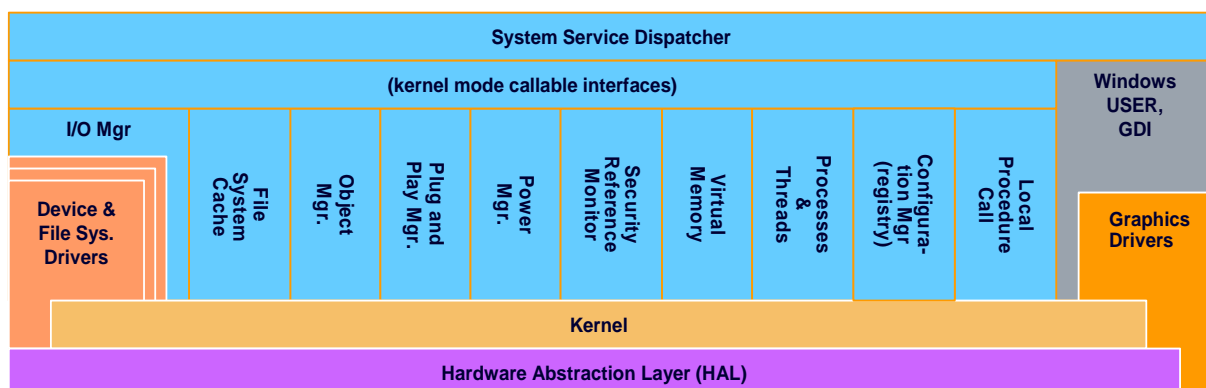 System Service Dispatcher
(kernel mode callable interfaces)
Windows
USER,
GDI
I/O Mgr
File
System
Cache
Object
Mgr.
Plug and
Play Mgr.
Power
Mgr.
Security
Reference
Monitor
Virtual
Memory
Processes
&
Threads
Configura-
tion Mgr
(registry)
Local
Procedure
Call
Device &
File Sys.
Drivers
Graphics
Drivers
Kernel
Hardware Abstraction Layer (HAL)